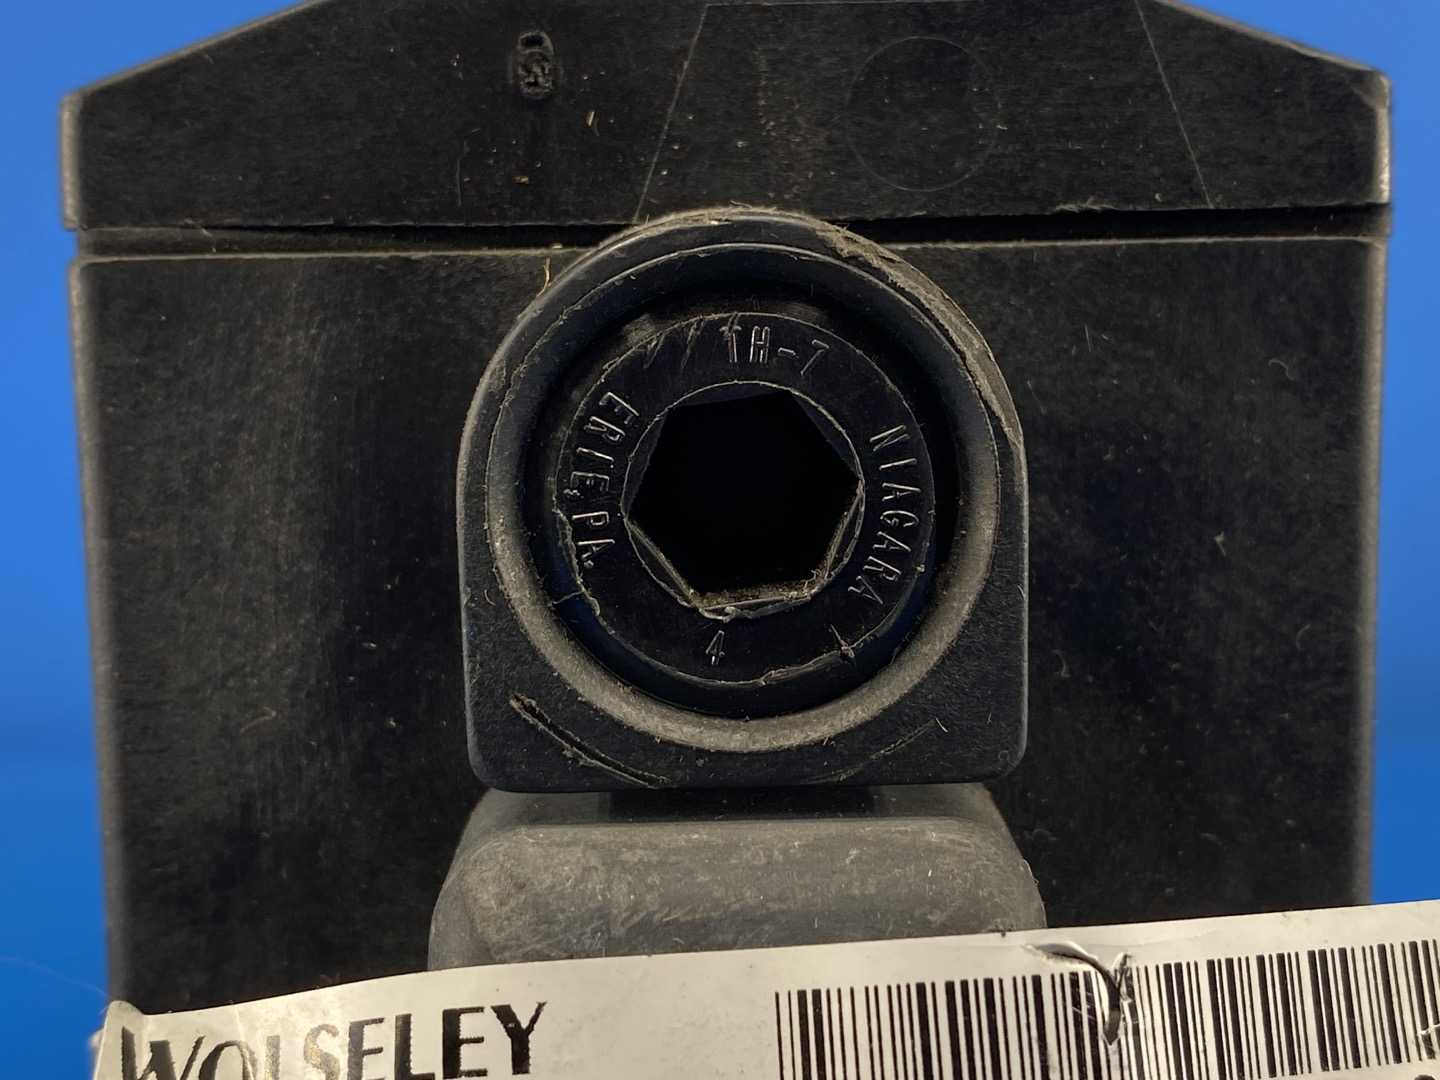 TH-7
NIAGARA
ERIE, PA.
4
WOLSELEY